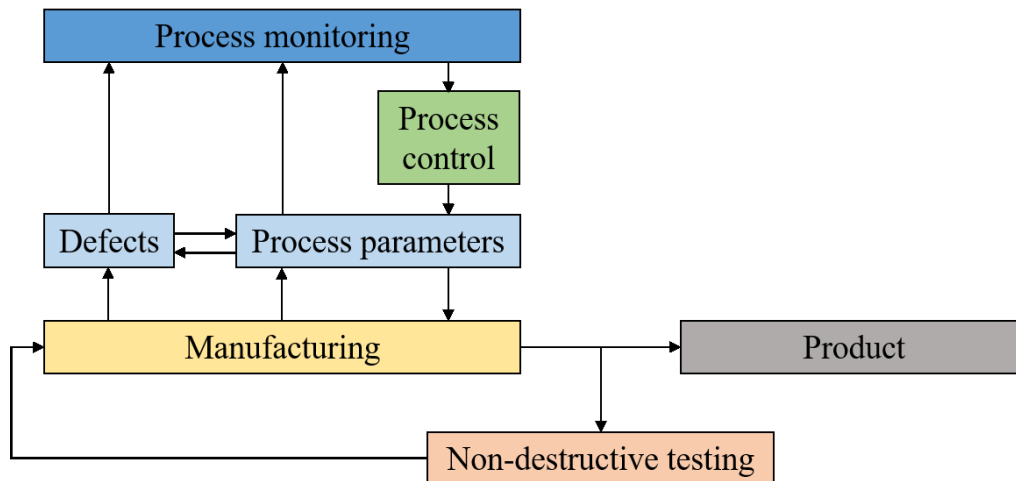 Process monitoring
Process
control
Defects
Process parameters
Manufacturing
Product
Non-destructive testing